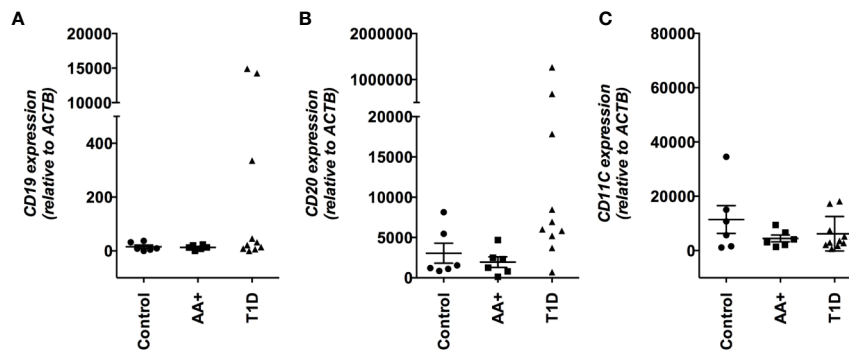 A
CD19 expression
(relative to ACTB)
20000
15000
10000
400
200
0
Control
AA+
T1D
B
CD20 expression
(relative to ACTB)
2000000
1000000
20000
15000
10000
5000
0
Control
AA+
T1D
C
CD11C expression
(relative to ACTB)
80000
60000
40000
20000
0
Control
AA+
T1D